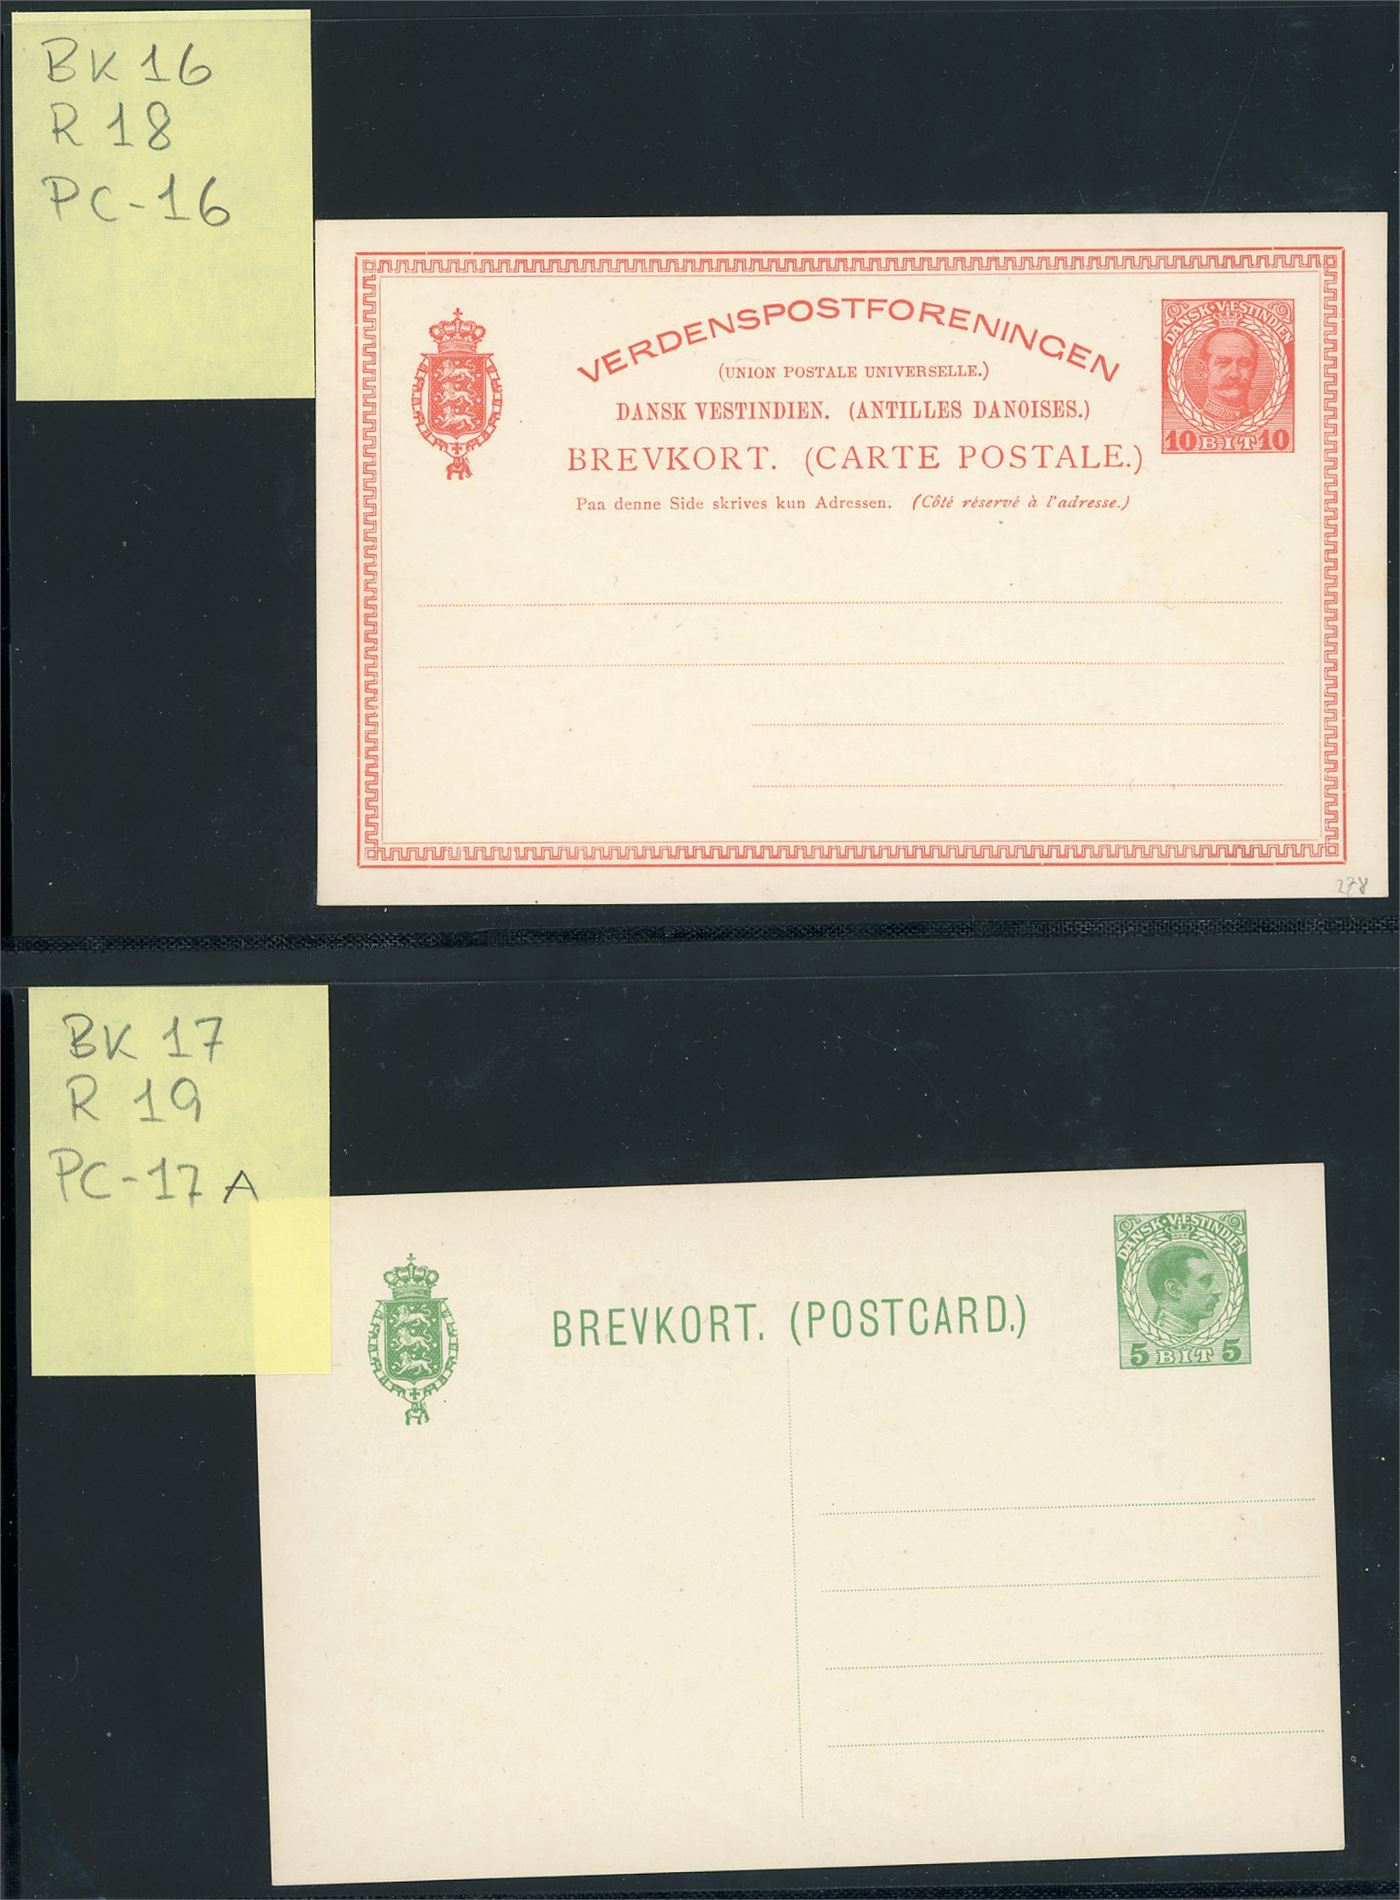 BK 16
R 18
PC-16
VERDENSPOSTFORENINGEN
(UNION POSTALE UNIVERSELLE.)
DANSK VESTINDIEN. (ANTILLES DANOISES.)
BREVKORT. (CARTE POSTALE.)
Paa denne Side skrives kun Adressen. (Côté réservé à l'adresse.)
DANSK·VESTINDIEN
10 BIT 10
278
BK 17
R 19
PC-17 A
BREVKORT. (POSTCARD.)
DANSK·VÆSTINDIEN
5 BIT 5